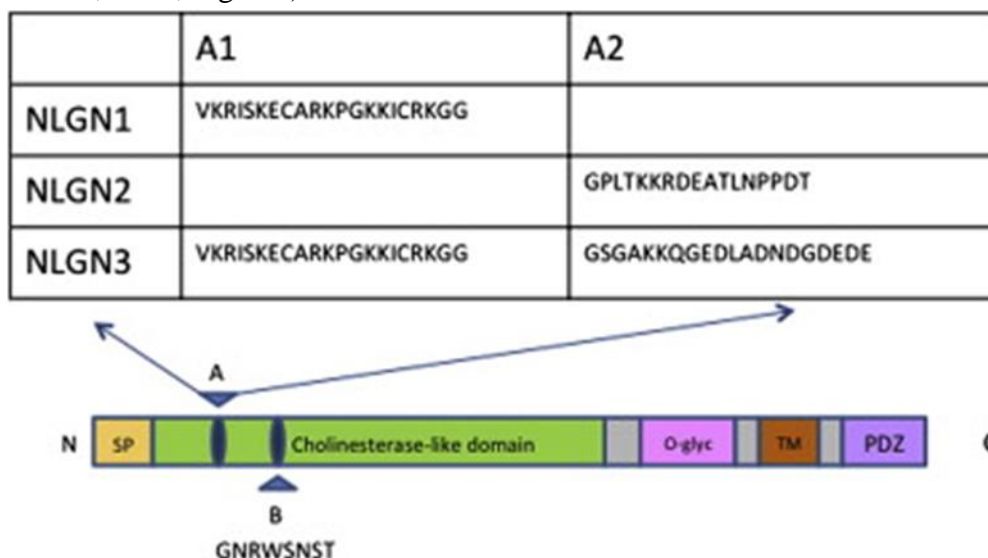 A1 A2
NLGN1 VKRISKECARKPGKKICRKGG
NLGN2 GPLTKKRDEATLNPPDT
NLGN3 VKRISKECARKPGKKICRKGG GSGAKKQGEDLADNDGDEDE
A
N SP Cholinesterase-like domain O-glyc TM PDZ
B
GNRWSNST